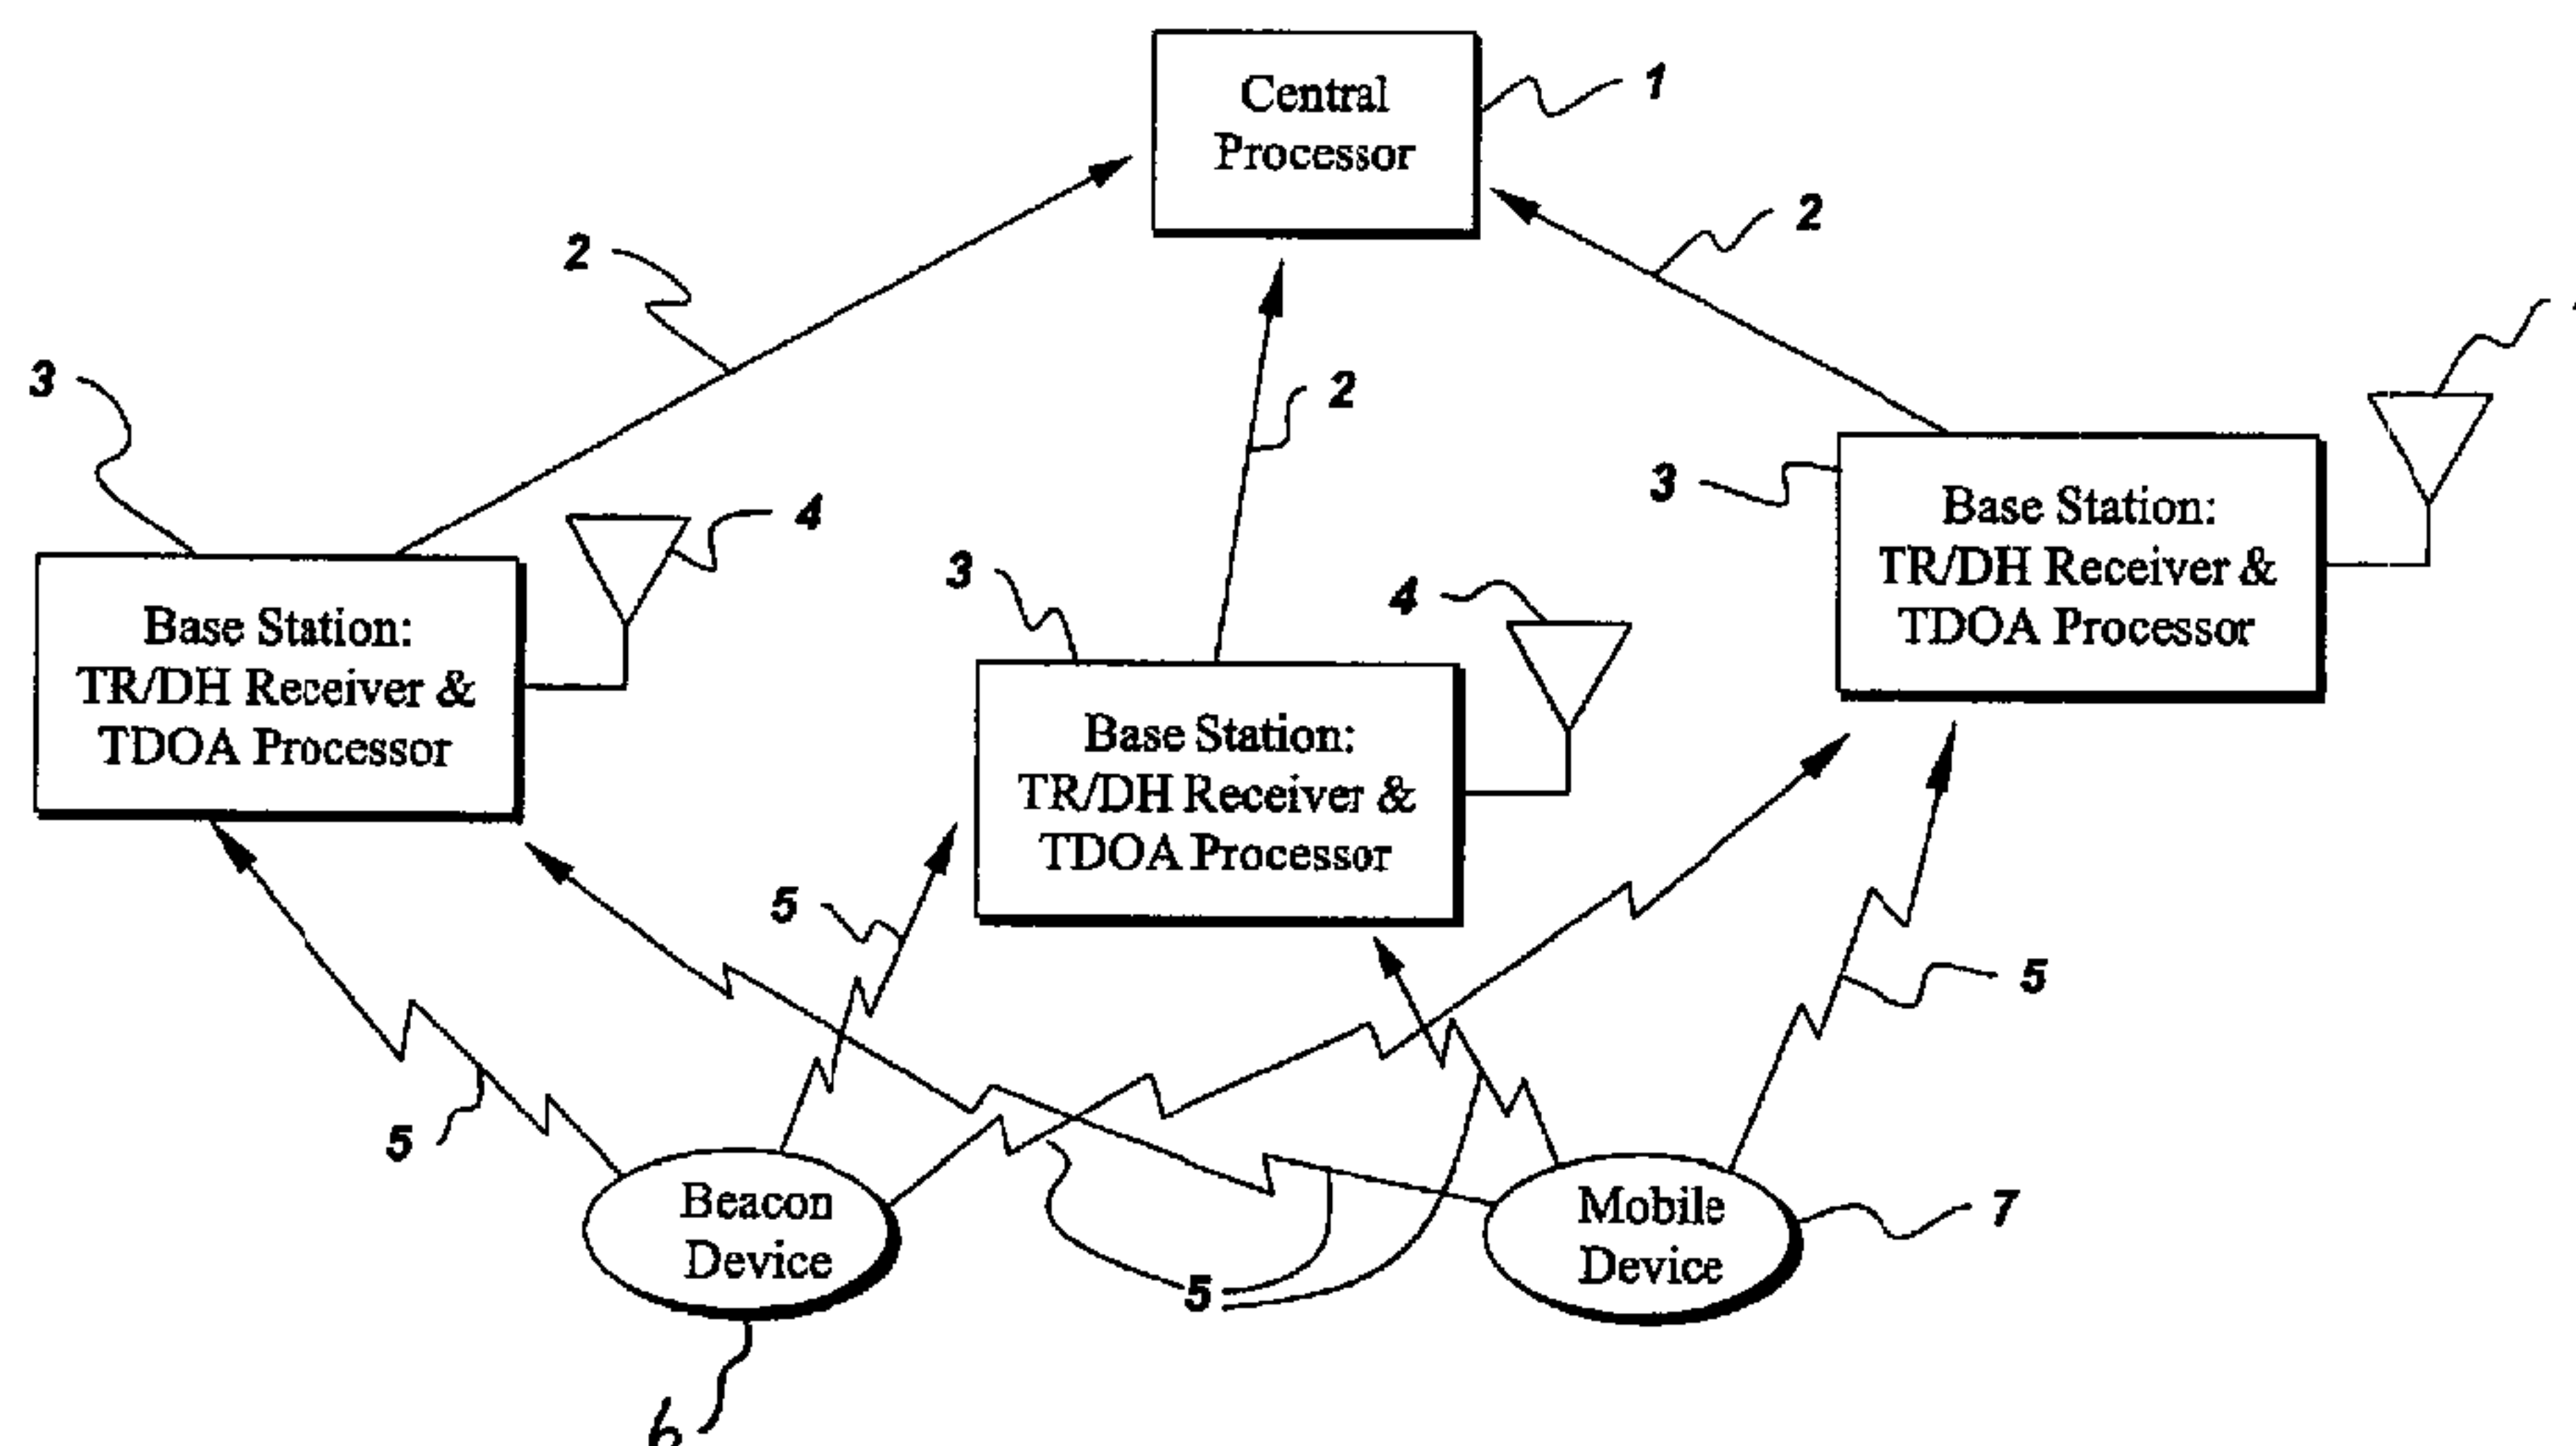 Central
Processor
1
2
2
2
3
4
3
4
3
Base Station:
TR/DH Receiver &
TDOA Processor
Base Station:
TR/DH Receiver &
TDOA Processor
Base Station:
TR/DH Receiver &
TDOA Processor
5
5
5
5
Beacon
Device
Mobile
Device
7
6